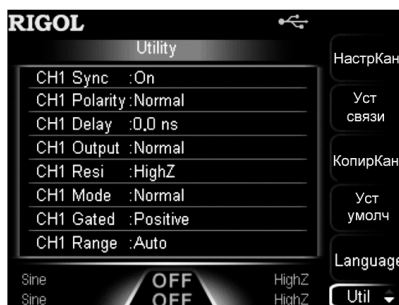 RIGOL
Utility
CH1 Sync :On
CH1 Polarity:Normal
CH1 Delay :0.0 ns
CH1 Output :Normal
CH1 Resi :HighZ
CH1 Mode :Normal
CH1 Gated :Positive
CH1 Range :Auto
НастрКан
Уст
связи
КопирКан
Уст
умолч
Language
Util
Sine OFF HighZ
Sine OFF HighZ